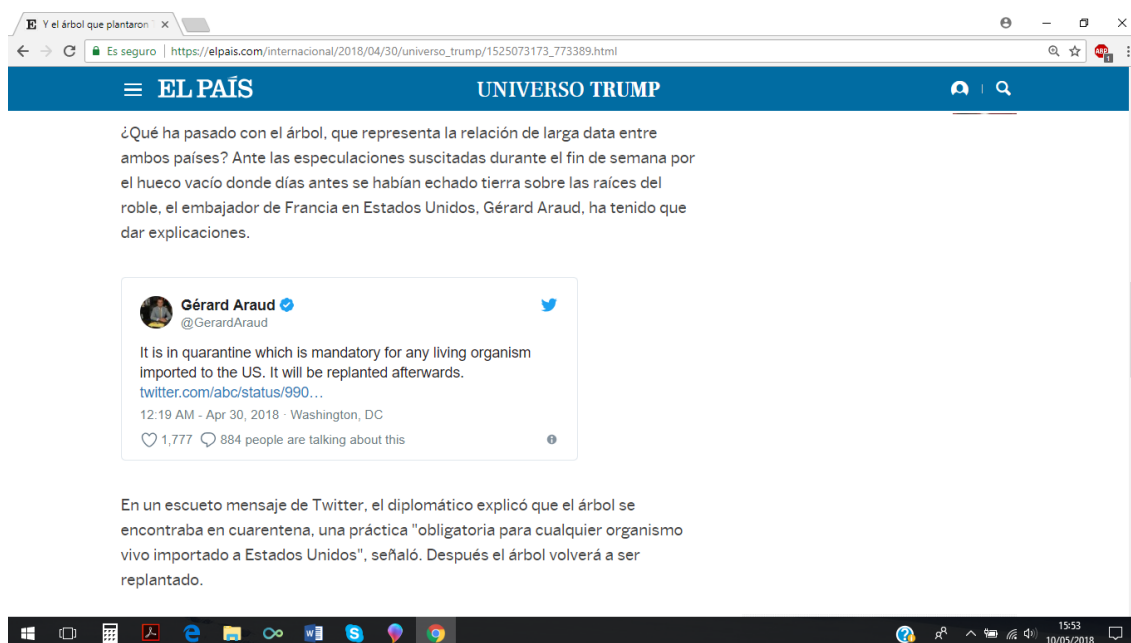 E Y el árbol que plantaron
Es seguro | https://elpais.com/internacional/2018/04/30/universo_trump/1525073173_773389.html
ABP
1
EL PAÍS
UNIVERSO TRUMP
¿Qué ha pasado con el árbol, que representa la relación de larga data entre
ambos países? Ante las especulaciones suscitadas durante el fin de semana por
el hueco vacío donde días antes se habían echado tierra sobre las raíces del
roble, el embajador de Francia en Estados Unidos, Gérard Araud, ha tenido que
dar explicaciones.
Gérard Araud
@GerardAraud
It is in quarantine which is mandatory for any living organism
imported to the US. It will be replanted afterwards.
twitter.com/abc/status/990…
12:19 AM - Apr 30, 2018 · Washington, DC
1,777 884 people are talking about this
En un escueto mensaje de Twitter, el diplomático explicó que el árbol se
encontraba en cuarentena, una práctica "obligatoria para cualquier organismo
vivo importado a Estados Unidos", señaló. Después el árbol volverá a ser
replantado.
15:53
10/05/2018